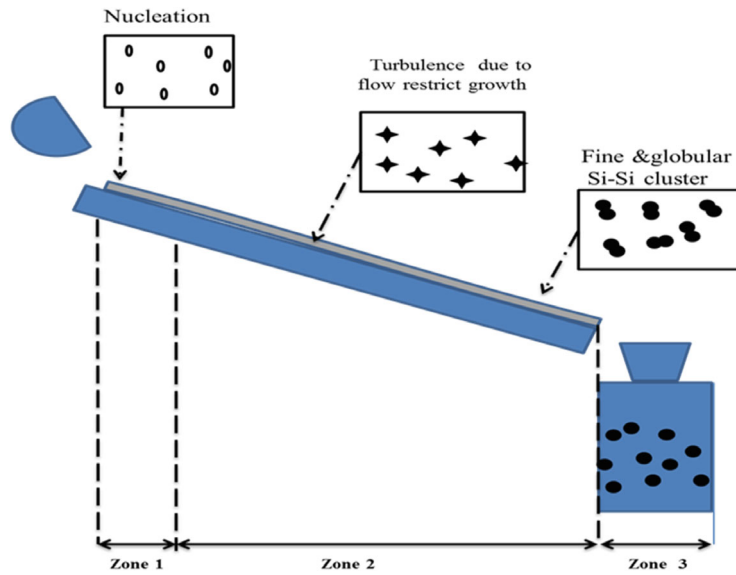 Nucleation
Turbulence due to
flow restrict growth
Fine &globular
Si-Si cluster
Zone 1
Zone 2
Zone 3